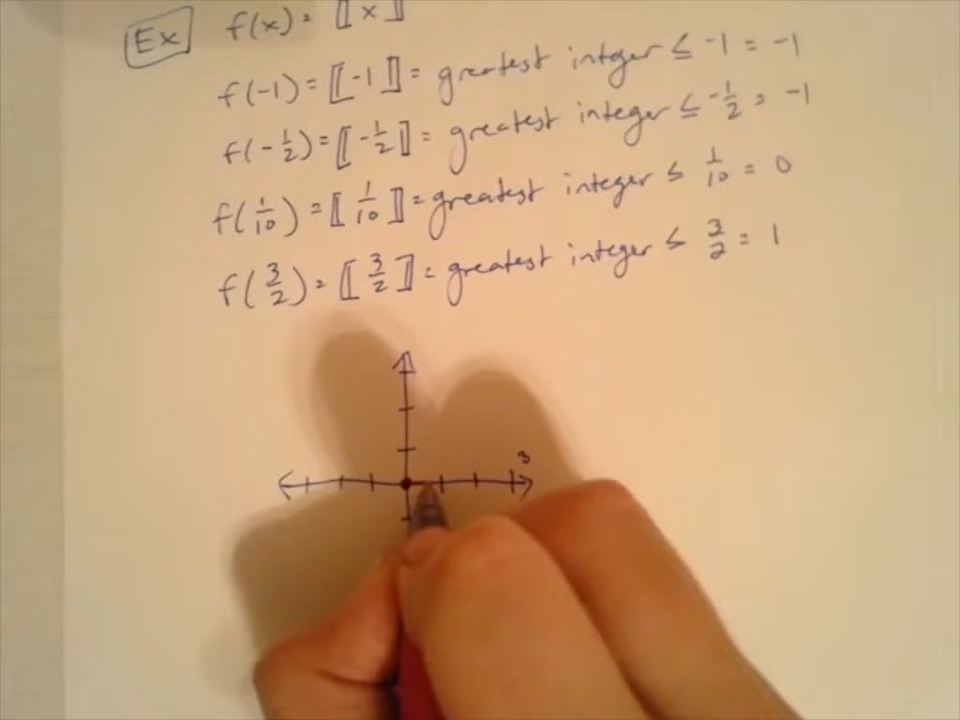 Ex f(x) = ⟦x⟧
f(-1) = ⟦-1⟧ = greatest integer ≤ -1 = -1
f(-1/2) = ⟦-1/2⟧ = greatest integer ≤ -1/2 = -1
f(1/10) = ⟦1/10⟧ = greatest integer ≤ 1/10 = 0
f(3/2) = ⟦3/2⟧ = greatest integer ≤ 3/2 = 1
3